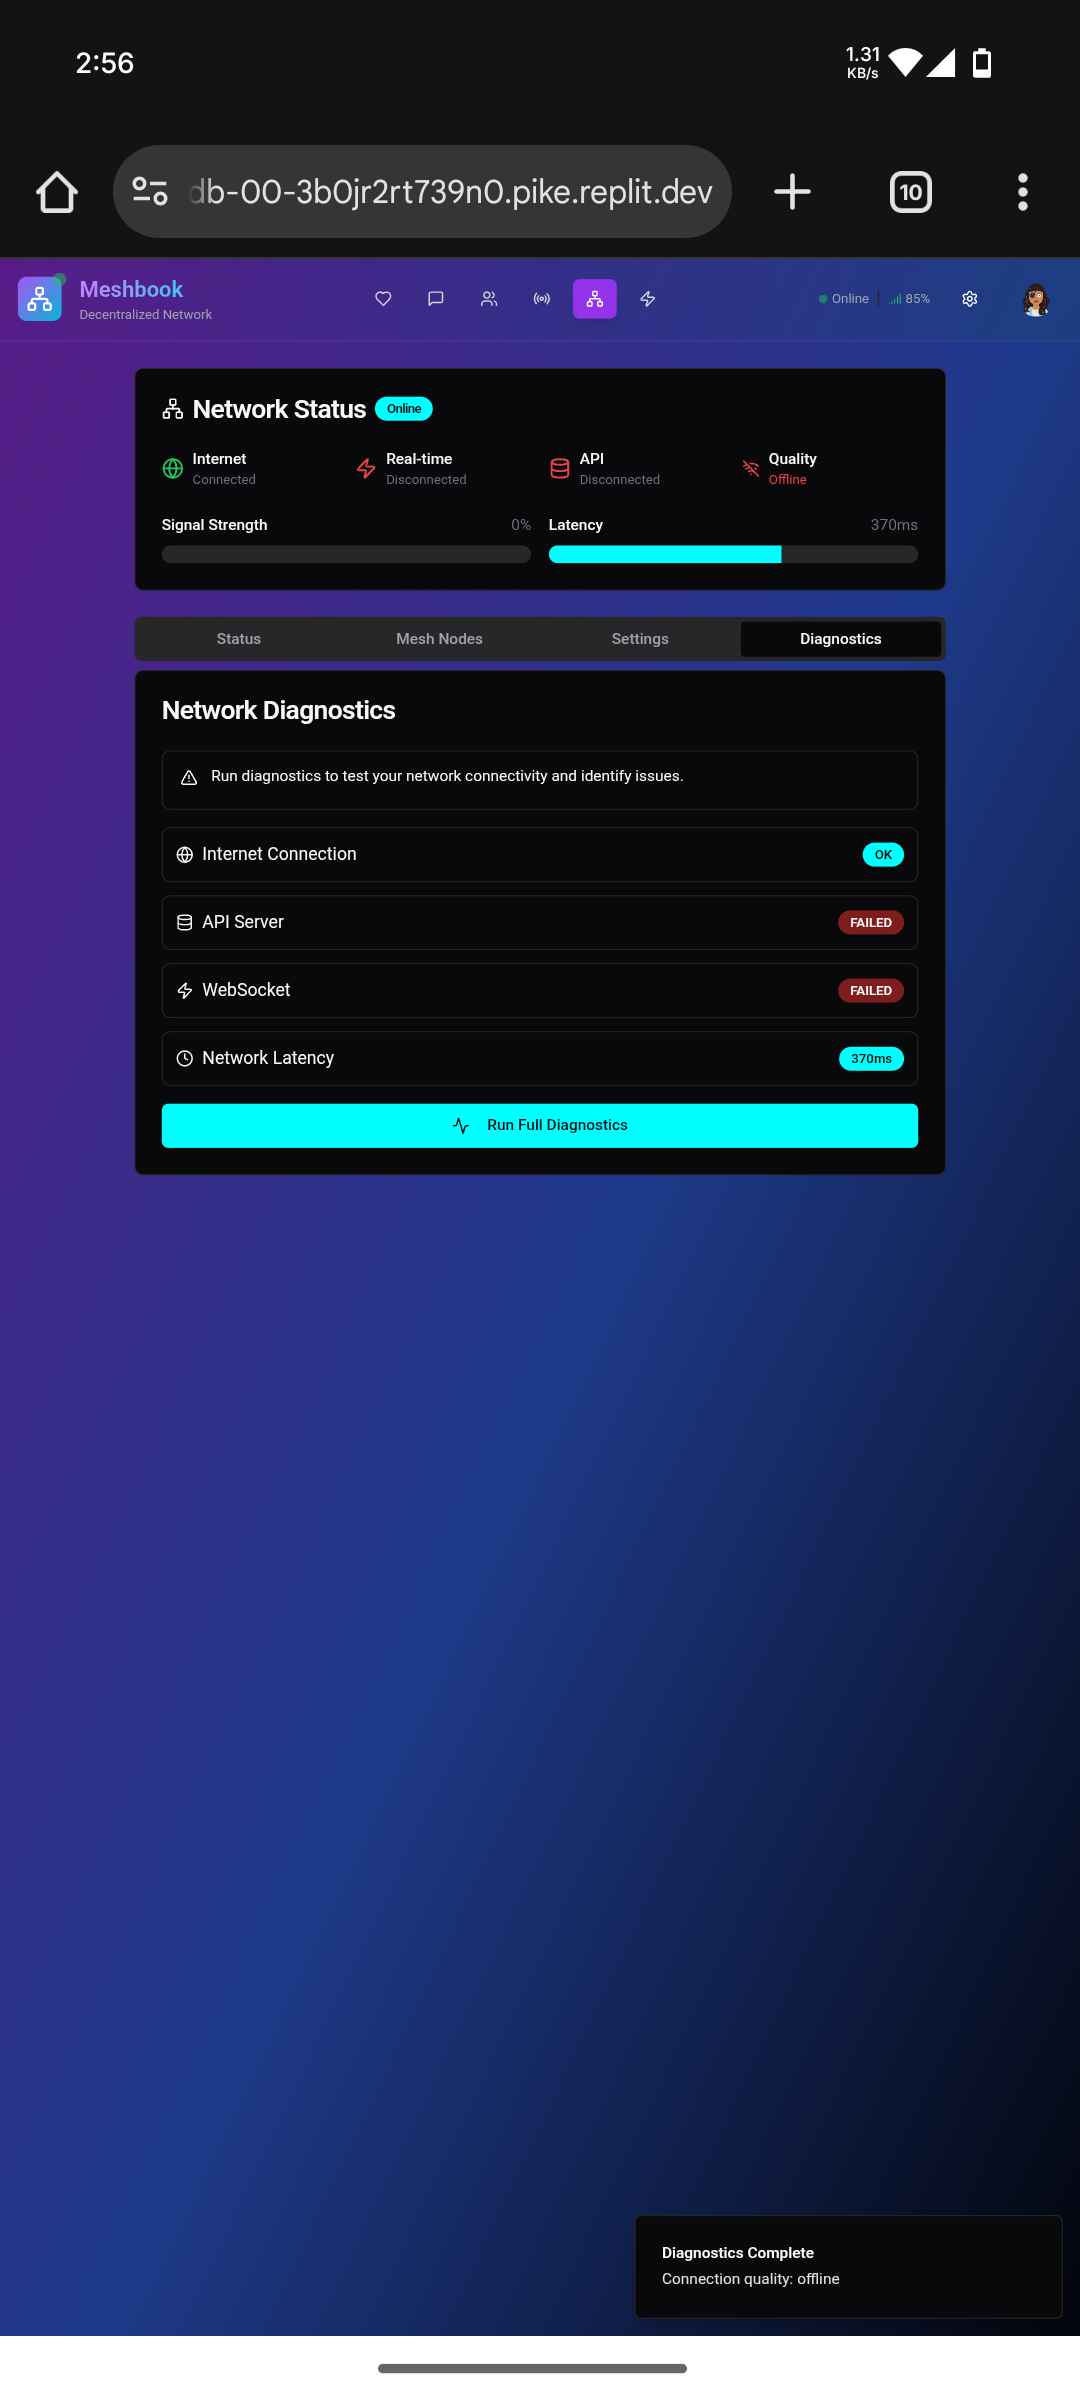 2:56
1.31
KB/s
db-00-3b0jr2rt739n0.pike.replit.dev
10
Meshbook
Decentralized Network
Online
85%
Network Status
Online
Internet
Connected
Real-time
Disconnected
API
Disconnected
Quality
Offline
Signal Strength
0%
Latency
370ms
Status
Mesh Nodes
Settings
Diagnostics
Network Diagnostics
Run diagnostics to test your network connectivity and identify issues.
Internet Connection
OK
API Server
FAILED
WebSocket
FAILED
Network Latency
370ms
Run Full Diagnostics
Diagnostics Complete
Connection quality: offline